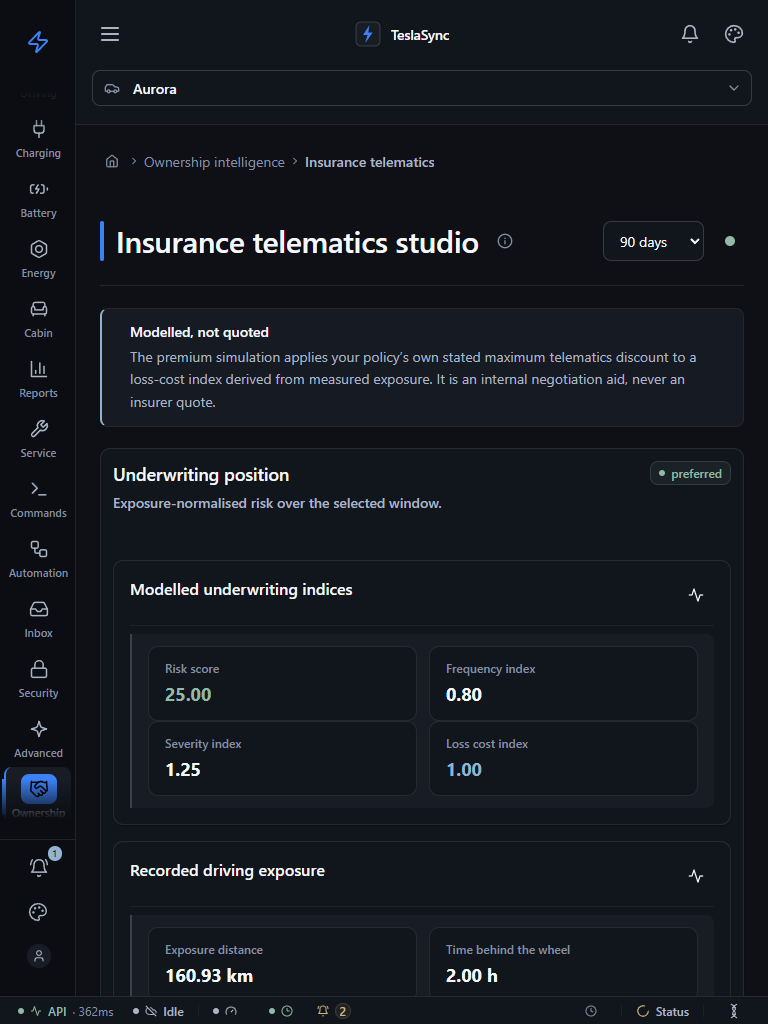 TeslaSync
Aurora
Driving
Charging
Battery
Energy
Cabin
Reports
Service
Commands
Automation
Inbox
Security
Advanced
Ownership
1
Ownership intelligence > Insurance telematics
Insurance telematics studio
90 days
Modelled, not quoted
The premium simulation applies your policy's own stated maximum telematics discount to a
loss-cost index derived from measured exposure. It is an internal negotiation aid, never an
insurer quote.
Underwriting position
preferred
Exposure-normalised risk over the selected window.
Modelled underwriting indices
Risk score
25.00
Frequency index
0.80
Severity index
1.25
Loss cost index
1.00
Recorded driving exposure
Exposure distance
160.93 km
Time behind the wheel
2.00 h
API · 362ms
Idle
2
Status